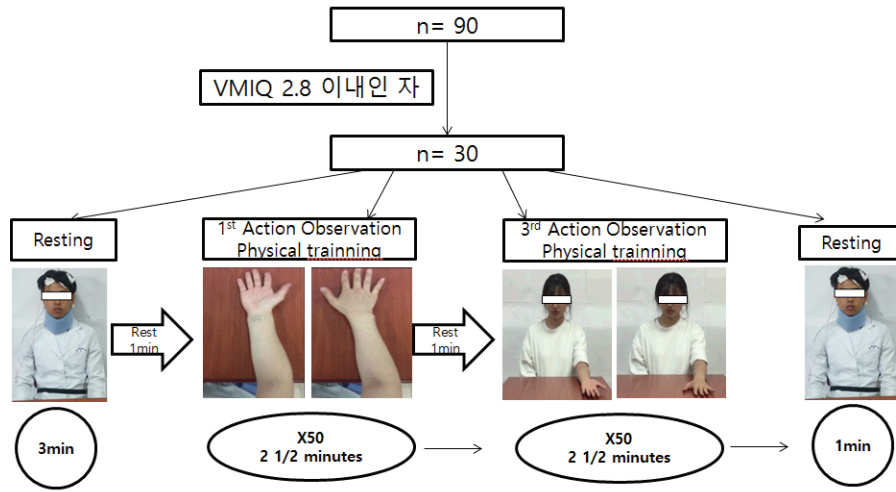 n= 90
VMIQ 2.8 이내인 자
n= 30
Resting
1st Action Observation
Physical trainning
3rd Action Observation
Physical trainning
Resting
Rest
1min
Rest
1min
3min
X50
2 1/2 minutes
X50
2 1/2 minutes
1min